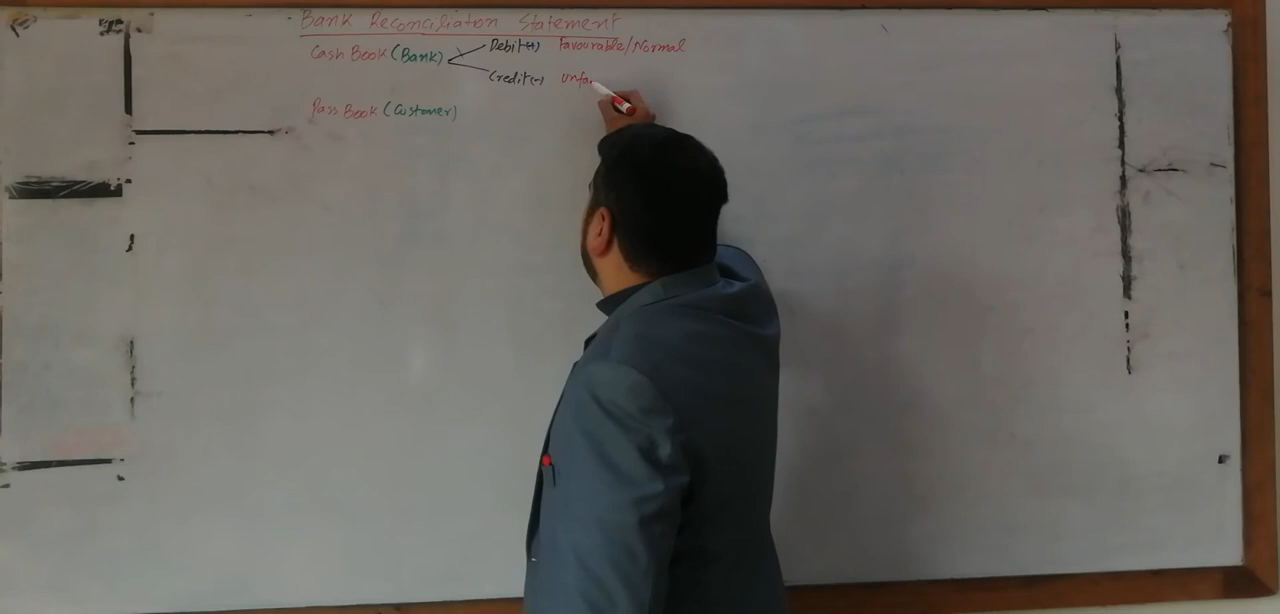 Bank Reconciliation Statement
Cash Book (Bank) Debit(+) Favourable/Normal
Credit(-) Unfa
Pass Book (Customer)